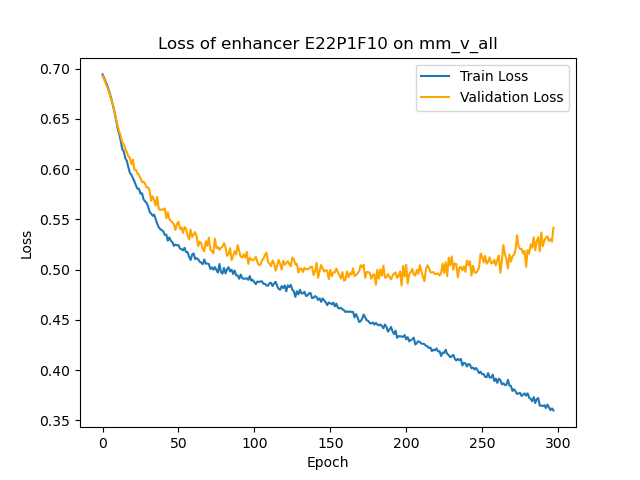 Loss of enhancer E22P1F10 on mm_v_all
Train Loss
Validation Loss
0.70
0.65
0.60
0.55
0.50
0.45
0.40
0.35
Loss
0 50 100 150 200 250 300
Epoch